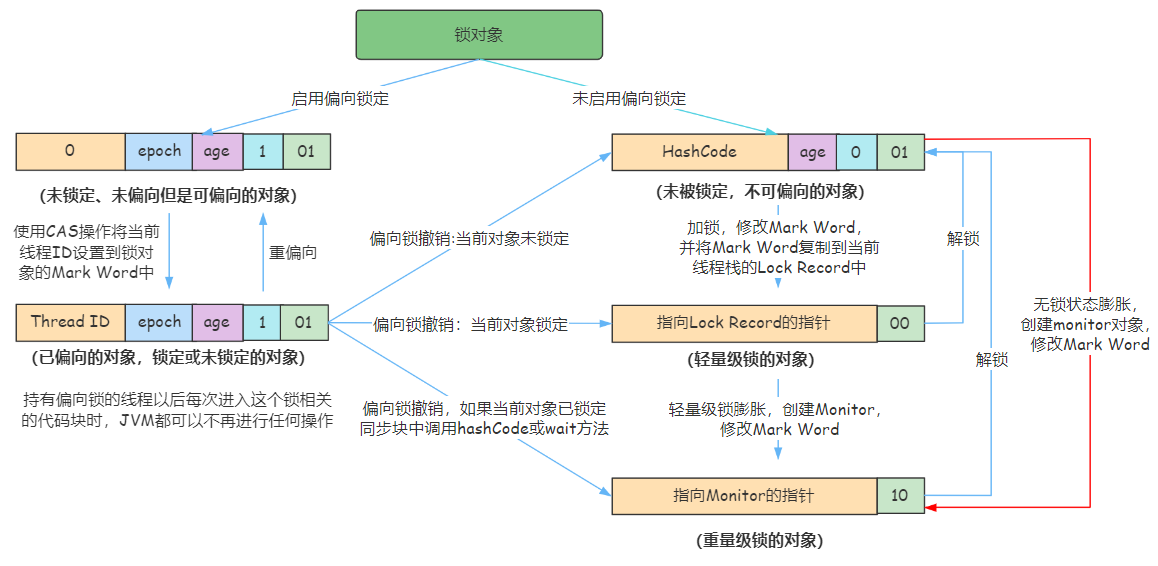 锁对象
启用偏向锁定
未启用偏向锁定
0 epoch age 1 01
(未锁定、未偏向但是可偏向的对象)
使用CAS操作将当前
线程ID设置到锁对
象的Mark Word中
重偏向
Thread ID epoch age 1 01
(已偏向的对象，锁定或未锁定的对象)
持有偏向锁的线程以后每次进入这个锁相关
的代码块时，JVM都可以不再进行任何操作
偏向锁撤销:当前对象未锁定
偏向锁撤销：当前对象锁定
偏向锁撤销，如果当前对象已锁定
同步块中调用hashCode或wait方法
HashCode age 0 01
(未被锁定，不可偏向的对象)
加锁，修改Mark Word，
并将Mark Word复制到当前
线程栈的Lock Record中
解锁
指向Lock Record的指针 00
(轻量级锁的对象)
轻量级锁膨胀，创建Monitor，
修改Mark Word
解锁
指向Monitor的指针 10
(重量级锁的对象)
无锁状态膨胀，
创建monitor对象，
修改Mark Word